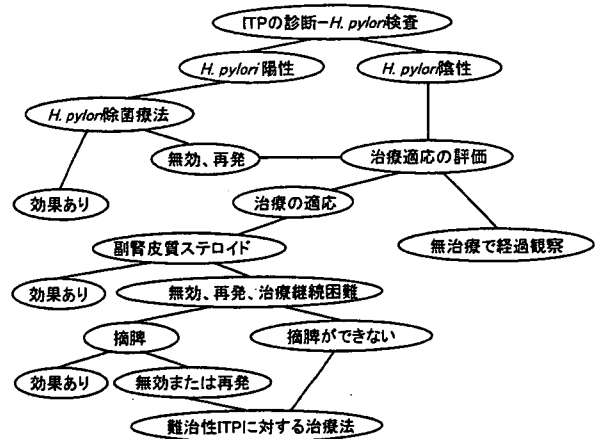 ITPの診断−H. pylori検査
H. pylori 陽性
H. pylori陰性
H. pylori除菌療法
無効、再発
治療適応の評価
効果あり
治療の適応
無治療で経過観察
副腎皮質ステロイド
効果あり
無効、再発、治療継続困難
摘脾
摘脾ができない
効果あり
無効または再発
難治性ITPに対する治療法